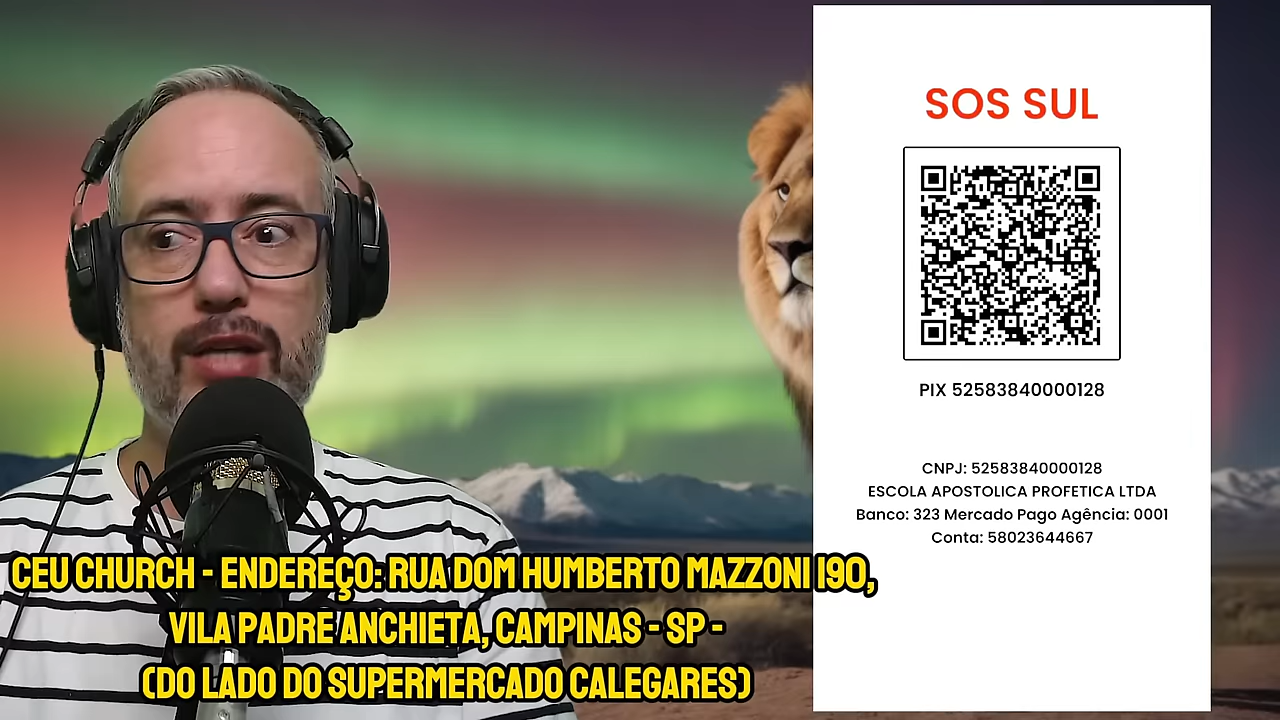 SOS SUL
PIX 52583840000128
CNPJ: 52583840000128
ESCOLA APOSTOLICA PROFETICA LTDA
Banco: 323 Mercado Pago Agência: 0001
Conta: 58023644667
CEU CHURCH - ENDEREÇO: RUA DOM HUMBERTO MAZZONI 190,
VILA PADRE ANCHIETA, CAMPINAS - SP -
(DO LADO DO SUPERMERCADO CALEGARES)